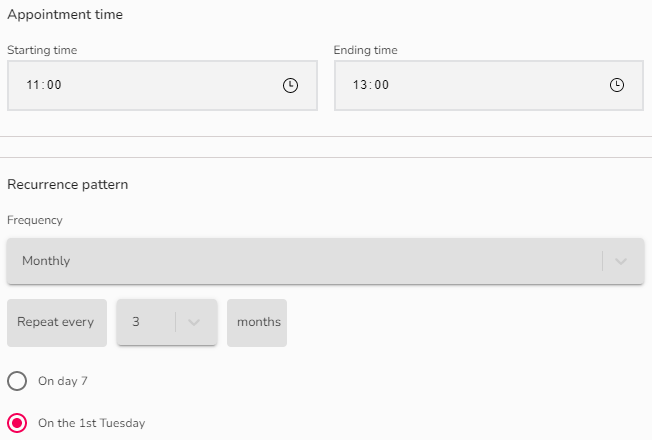 Appointment time
Starting time Ending time
11:00 13:00
Recurrence pattern
Frequency
Monthly
Repeat every 3 months
On day 7
On the 1st Tuesday